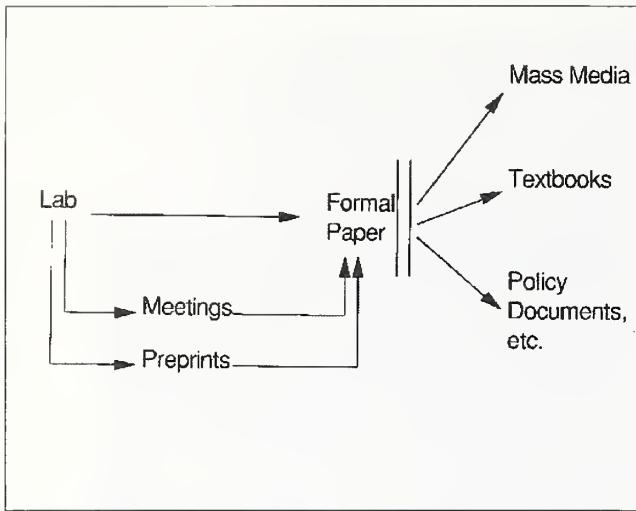 Mass Media
Lab
Formal
Paper
Textbooks
Meetings
Preprints
Policy
Documents,
etc.